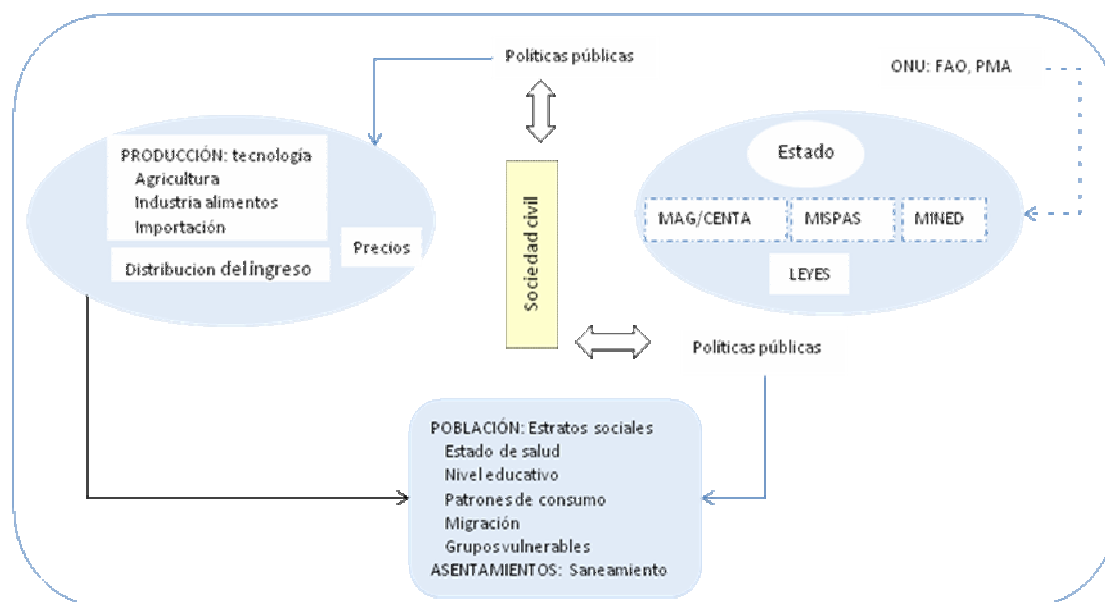 Políticas públicas
ONU: FAO, PMA
PRODUCCIÓN: tecnología
Agricultura
Industria alimentos
Importación
Precios
Distribucion del ingreso
Sociedad civil
Estado
MAG/CENTA
MISPAS
MINED
LEYES
Políticas públicas
POBLACIÓN: Estratos sociales
Estado de salud
Nivel educativo
Patrones de consumo
Migración
Grupos vulnerables
ASENTAMIENTOS: Saneamiento